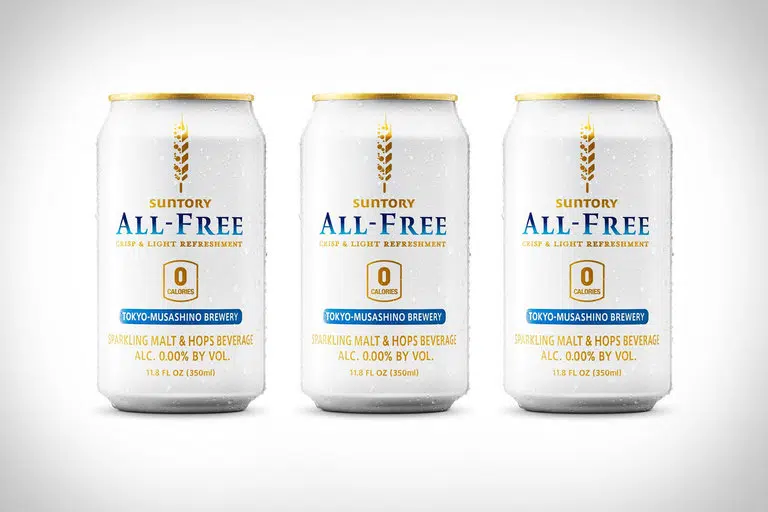 SUNTORY
ALL-FREE
CRISP & LIGHT REFRESHMENT
0
CALORIES
TOKYO-MUSASHINO BREWERY
SPARKLING MALT & HOPS BEVERAGE
ALC. 0.00% BY VOL.
11.8 FL OZ (350ml)
SUNTORY
ALL-FREE
CRISP & LIGHT REFRESHMENT
0
CALORIES
TOKYO-MUSASHINO BREWERY
SPARKLING MALT & HOPS BEVERAGE
ALC. 0.00% BY VOL.
11.8 FL OZ (350ml)
SUNTORY
ALL-FREE
CRISP & LIGHT REFRESHMENT
0
CALORIES
TOKYO-MUSASHINO BREWERY
SPARKLING MALT & HOPS BEVERAGE
ALC. 0.00% BY VOL.
11.8 FL OZ (350ml)